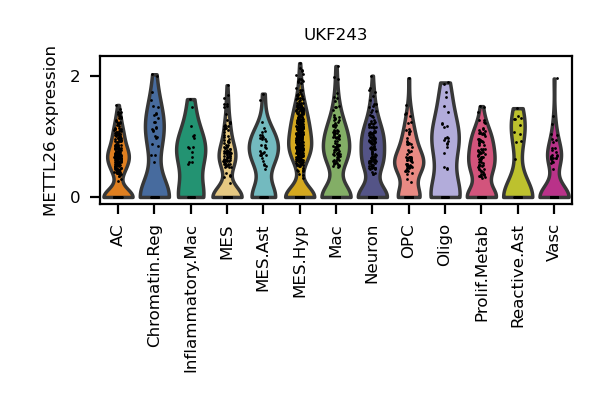 UKF243
METTL26 expression
2
0
AC
Chromatin.Reg
Inflammatory.Mac
MES
MES.Ast
MES.Hyp
Mac
Neuron
OPC
Oligo
Prolif.Metab
Reactive.Ast
Vasc